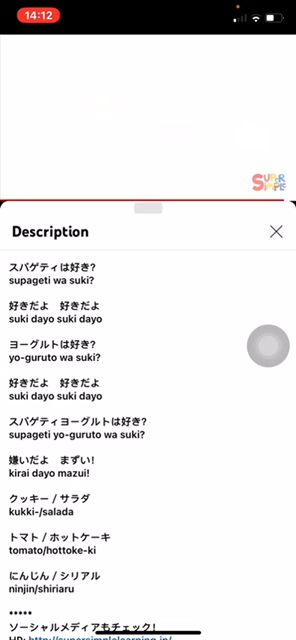 14:12
SUPER
SIMPLE
Description
スパゲティは好き?
supageti wa suki?
好きだよ　好きだよ
suki dayo suki dayo
ヨーグルトは好き?
yo-guruto wa suki?
好きだよ　好きだよ
suki dayo suki dayo
スパゲティヨーグルトは好き?
supageti yo-guruto wa suki?
嫌いだよ　まずい!
kirai dayo mazui!
クッキー / サラダ
kukki-/salada
トマト / ホットケーキ
tomato/hottoke-ki
にんじん / シリアル
ninjin/shiriaru
*****
ソーシャルメディアもチェック!
HP: http://supersimplelearning.jp/